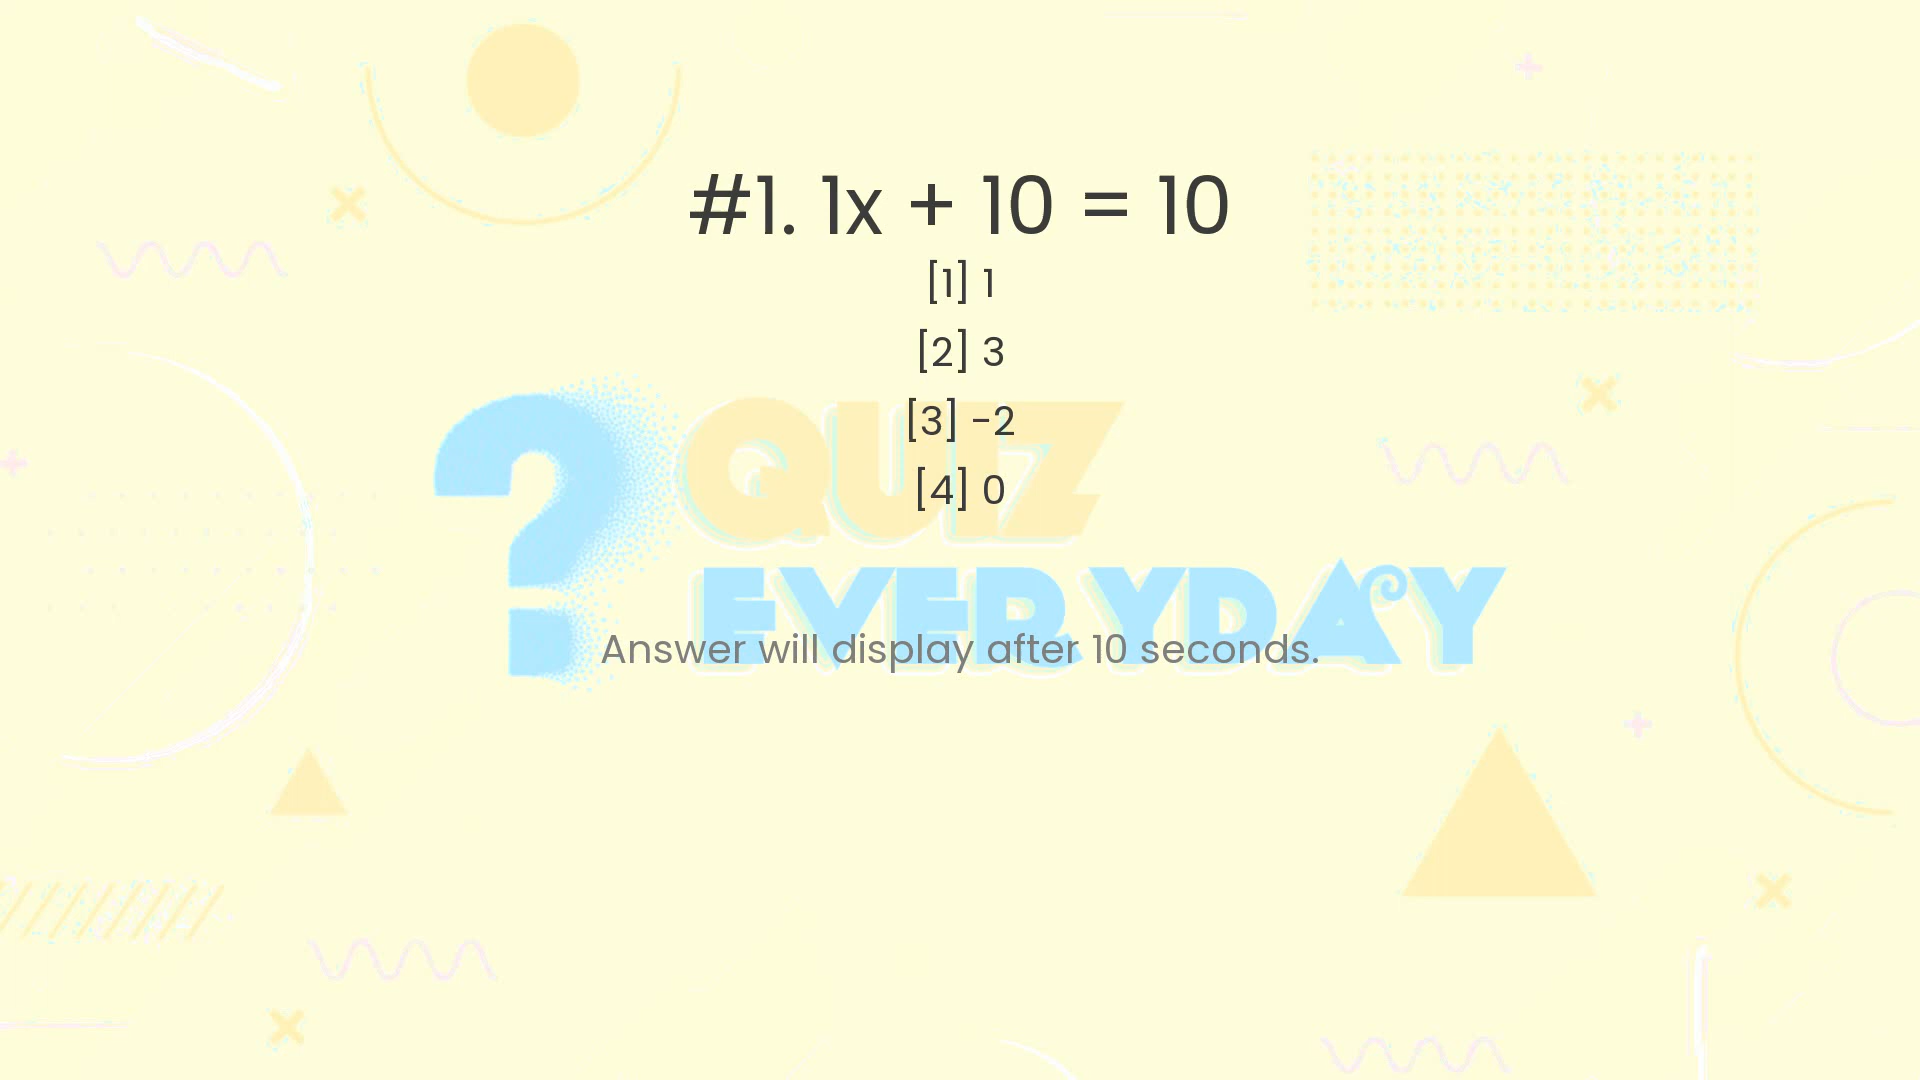 #1. 1x + 10 = 10
[1] 1
[2] 3
[3] -2
[4] 0
QUIZ
EVERYDAY
Answer will display after 10 seconds.